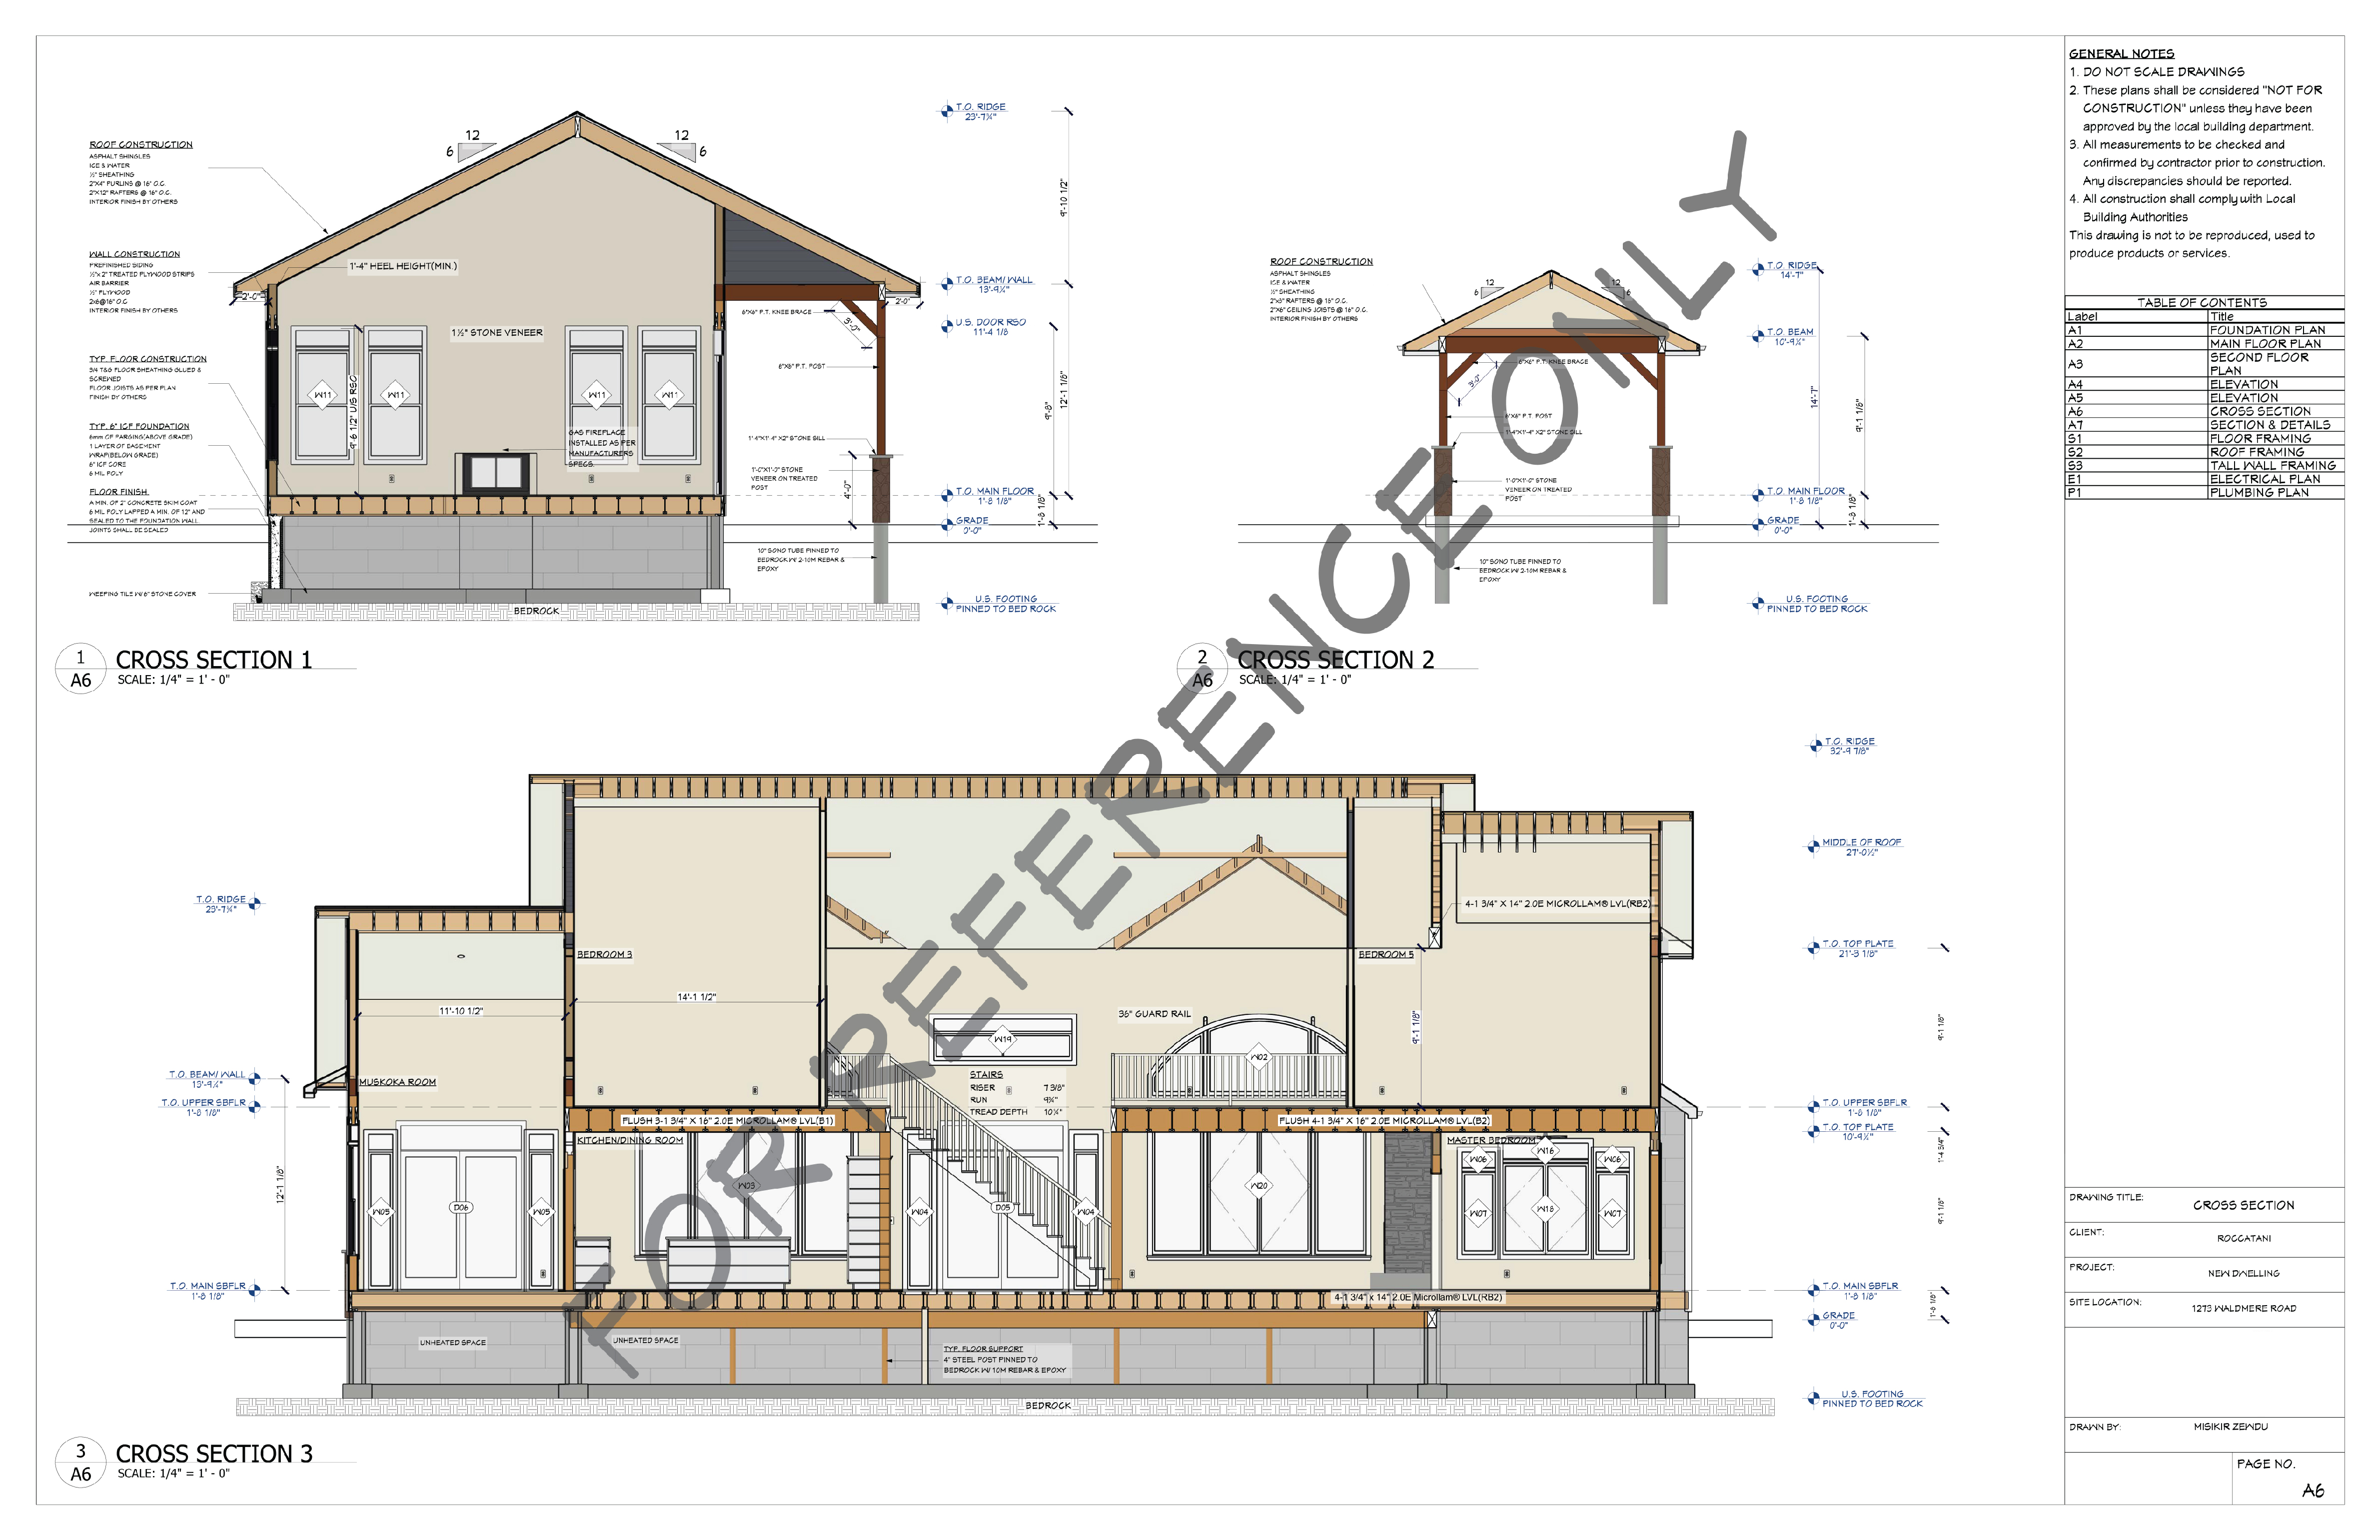 ROOF CONSTRUCTION
ASPHALT SHINGLES
ICE & WATER
½" SHEATHING
2"X4" PURLINS @ 16" O.C.
2"X12" RAFTERS @ 16" O.C.
INTERIOR FINISH BY OTHERS
WALL CONSTRUCTION
PREFINISHED SIDING
½"x 2" TREATED PLYWOOD STRIPS
AIR BARRIER
½" PLYWOOD
2x6@16" O.C
INTERIOR FINISH BY OTHERS
TYP. FLOOR CONSTRUCTION
3/4 T&G FLOOR SHEATHING GLUED &
SCREWED
FLOOR JOISTS AS PER PLAN
FINISH BY OTHERS
TYP. 6" ICF FOUNDATION
6mm OF PARGING(ABOVE GRADE)
1 LAYER OF BASEMENT
WRAP(BELOW GRADE)
6" ICF CORE
6 MIL POLY
FLOOR FINISH
A MIN. OF 2" CONCRETE SKIM COAT
6 MIL POLY LAPPED A MIN. OF 12" AND
SEALED TO THE FOUNDATION WALL.
JOINTS SHALL BE SEALED
WEEPING TILE W/ 6" STONE COVER
12
6
12
6
1'-4" HEEL HEIGHT(MIN.)
2'-0"
2'-0"
1½" STONE VENEER
W11
W11
W11
W11
9'-6 1/2" U/S RSO
GAS FIREPLACE
INSTALLED AS PER
MANUFACTURERS
SPECS.
6"X6" P.T. KNEE BRACE
3'-0"
6"X6" P.T. POST
1'-4"X1'-4" X2" STONE SILL
1'-0"X1'-0" STONE
VENEER ON TREATED
POST
4'-0"
10" SONO TUBE PINNED TO
BEDROCK W/ 2-10M REBAR &
EPOXY
BEDROCK
T.O. RIDGE
23'-7¼"
9'-10 1/2"
T.O. BEAM/ WALL
13'-9¼"
U.S. DOOR RSO
11'-4 1/8
9'-8"
12'-1 1/8"
T.O. MAIN FLOOR
1'-8 1/8"
1'-8 1/8"
GRADE
0'-0"
U.S. FOOTING
PINNED TO BED ROCK
1
A6
CROSS SECTION 1
SCALE: 1/4" = 1' - 0"
ROOF CONSTRUCTION
ASPHALT SHINGLES
ICE & WATER
½" SHEATHING
2"x8" RAFTERS @ 16" O.C.
2"X6" CEILING JOISTS @ 16" O.C.
INTERIOR FINISH BY OTHERS
12
6
12
6
6"X6" P.T. KNEE BRACE
3'-0"
6"X6" P.T. POST
1'-4"X1'-4" X2" STONE SILL
1'-0"X1'-0" STONE
VENEER ON TREATED
POST
10" SONO TUBE PINNED TO
BEDROCK W/ 2-10M REBAR &
EPOXY
T.O. RIDGE
14'-7"
T.O. BEAM
10'-9¼"
14'-7"
9'-1 1/8"
T.O. MAIN FLOOR
1'-8 1/8"
1'-8 1/8"
GRADE
0'-0"
U.S. FOOTING
PINNED TO BED ROCK
2
A6
CROSS SECTION 2
SCALE: 1/4" = 1' - 0"
FOR REFERENCE ONLY
T.O. RIDGE
23'-7¼"
T.O. BEAM/ WALL
13'-9¼"
T.O. UPPER SBFLR
1'-8 1/8"
12'-1 1/8"
T.O. MAIN SBFLR
1'-8 1/8"
11'-10 1/2"
MUSKOKA ROOM
W05
D06
W05
BEDROOM 3
14'-1 1/2"
FLUSH 3-1 3/4" X 16" 2.0E MICROLLAM® LVL(B1)
KITCHEN/DINING ROOM
W03
W19
STAIRS
RISER 7 3/8"
RUN 9¼"
TREAD DEPTH 10¼"
W04
D05
W04
36" GUARD RAIL
W02
BEDROOM 5
9'-1 1/8"
4-1 3/4" X 14" 2.0E MICROLLAM® LVL(RB2)
FLUSH 4-1 3/4" X 16" 2.0E MICROLLAM® LVL(B2)
W20
MASTER BEDROOM
W06
W16
W06
W07
W18
W07
4-1 3/4" x 14" 2.0E Microllam® LVL(RB2)
UNHEATED SPACE
UNHEATED SPACE
TYP. FLOOR SUPPORT
4" STEEL POST PINNED TO
BEDROCK W/ 10M REBAR & EPOXY
BEDROCK
T.O. RIDGE
32'-9 7/8"
MIDDLE OF ROOF
27'-0½"
T.O. TOP PLATE
21'-3 1/8"
9'-1 1/8"
T.O. UPPER SBFLR
1'-8 1/8"
T.O. TOP PLATE
10'-9¼"
1'-4 3/4"
9'-1 1/8"
T.O. MAIN SBFLR
1'-8 1/8"
1'-8 1/8"
GRADE
0'-0"
U.S. FOOTING
PINNED TO BED ROCK
3
A6
CROSS SECTION 3
SCALE: 1/4" = 1' - 0"
GENERAL NOTES
1. DO NOT SCALE DRAWINGS
2. These plans shall be considered "NOT FOR
CONSTRUCTION" unless they have been
approved by the local building department.
3. All measurements to be checked and
confirmed by contractor prior to construction.
Any discrepancies should be reported.
4. All construction shall comply with Local
Building Authorities
This drawing is not to be reproduced, used to
produce products or services.
TABLE OF CONTENTS
Label Title
A1 FOUNDATION PLAN
A2 MAIN FLOOR PLAN
A3 SECOND FLOOR
PLAN
A4 ELEVATION
A5 ELEVATION
A6 CROSS SECTION
A7 SECTION & DETAILS
S1 FLOOR FRAMING
S2 ROOF FRAMING
S3 TALL WALL FRAMING
E1 ELECTRICAL PLAN
P1 PLUMBING PLAN
DRAWING TITLE: CROSS SECTION
CLIENT: ROCCATANI
PROJECT: NEW DWELLING
SITE LOCATION: 1273 WALDMERE ROAD
DRAWN BY: MISIKIR ZEWDU
PAGE NO.
A6